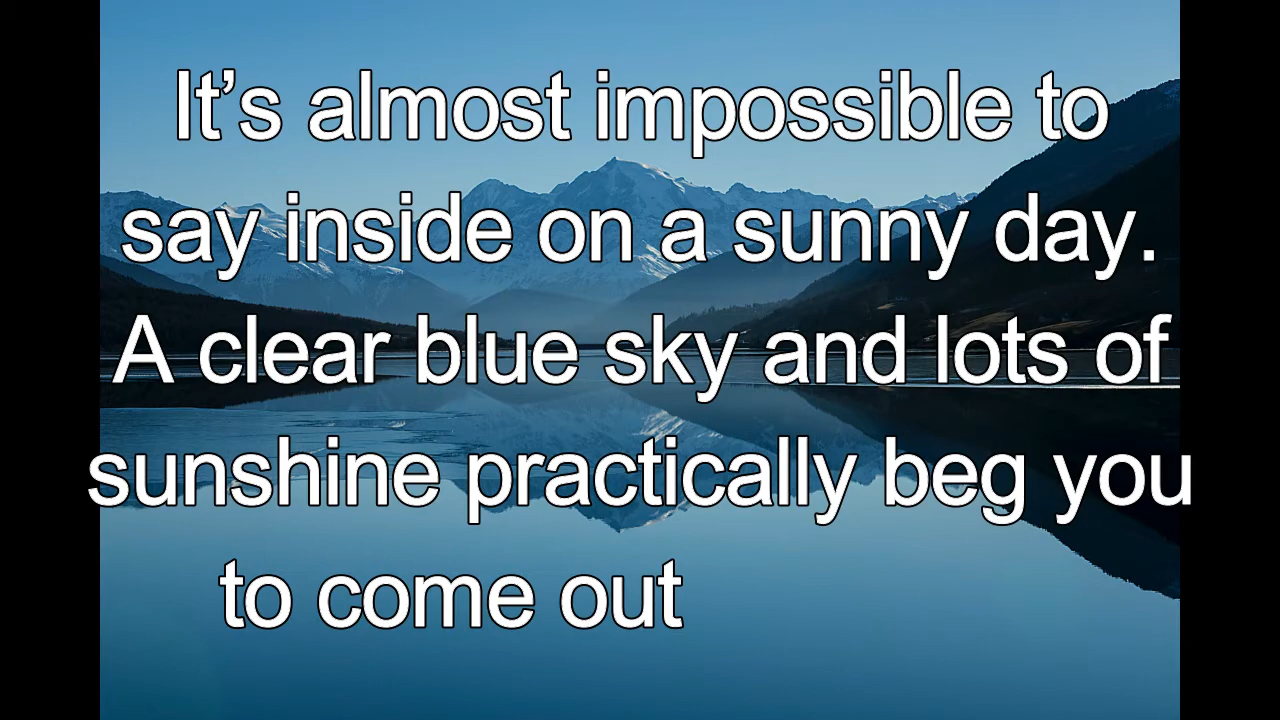 It’s almost impossible to
say inside on a sunny day.
A clear blue sky and lots of
sunshine practically beg you
to come out